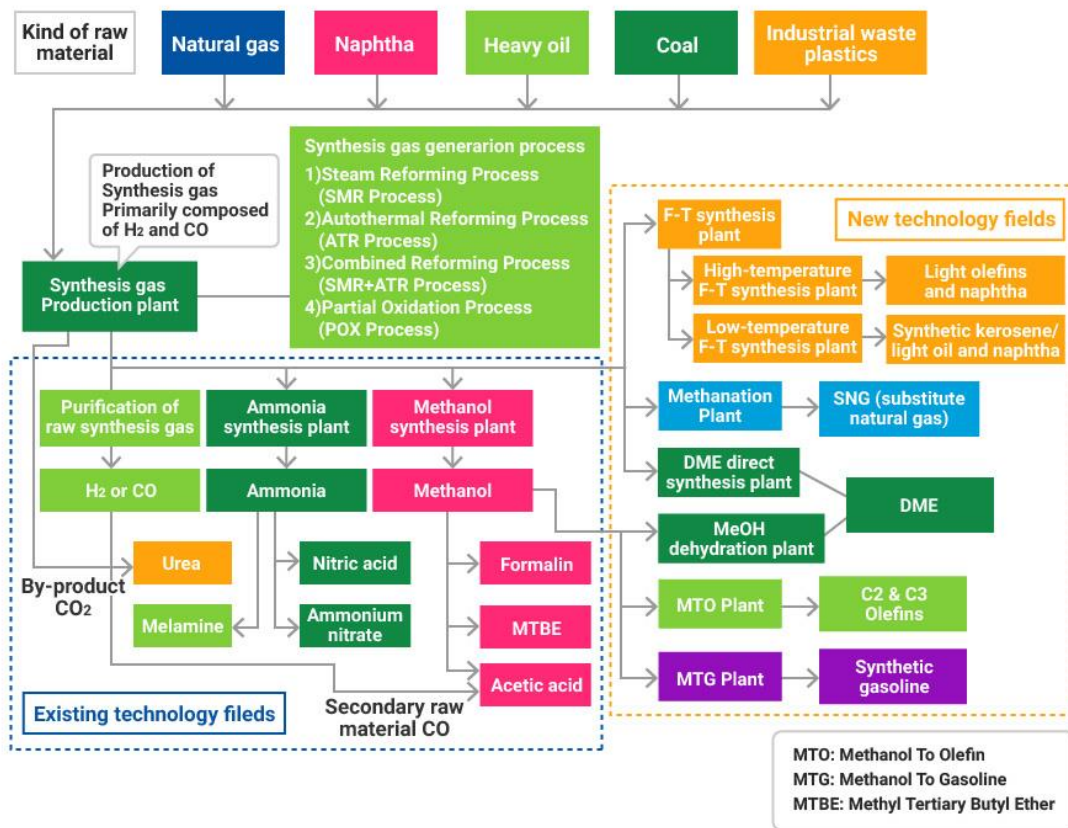 Kind of raw
material
Natural gas
Naphtha
Heavy oil
Coal
Industrial waste
plastics
Production of
Synthesis gas
Primarily composed
of H₂ and CO
Synthesis gas generarion process
1)Steam Reforming Process
(SMR Process)
2)Autothermal Reforming Process
(ATR Process)
3)Combined Reforming Process
(SMR+ATR Process)
4)Partial Oxidation Process
(POX Process)
Synthesis gas
Production plant
New technology fields
F-T synthesis
plant
High-temperature
F-T synthesis plant
Light olefins
and naphtha
Low-temperature
F-T synthesis plant
Synthetic kerosene/
light oil and naphtha
Purification of
raw synthesis gas
Ammonia
synthesis plant
Methanol
synthesis plant
Methanation
Plant
SNG (substitute
natural gas)
H₂ or CO
Ammonia
Methanol
DME direct
synthesis plant
DME
MeOH
dehydration plant
By-product
CO₂
Urea
Nitric acid
Formalin
Melamine
Ammonium
nitrate
MTBE
MTO Plant
C2 & C3
Olefins
Acetic acid
MTG Plant
Synthetic
gasoline
Existing technology fileds
Secondary raw
material CO
MTO: Methanol To Olefin
MTG: Methanol To Gasoline
MTBE: Methyl Tertiary Butyl Ether